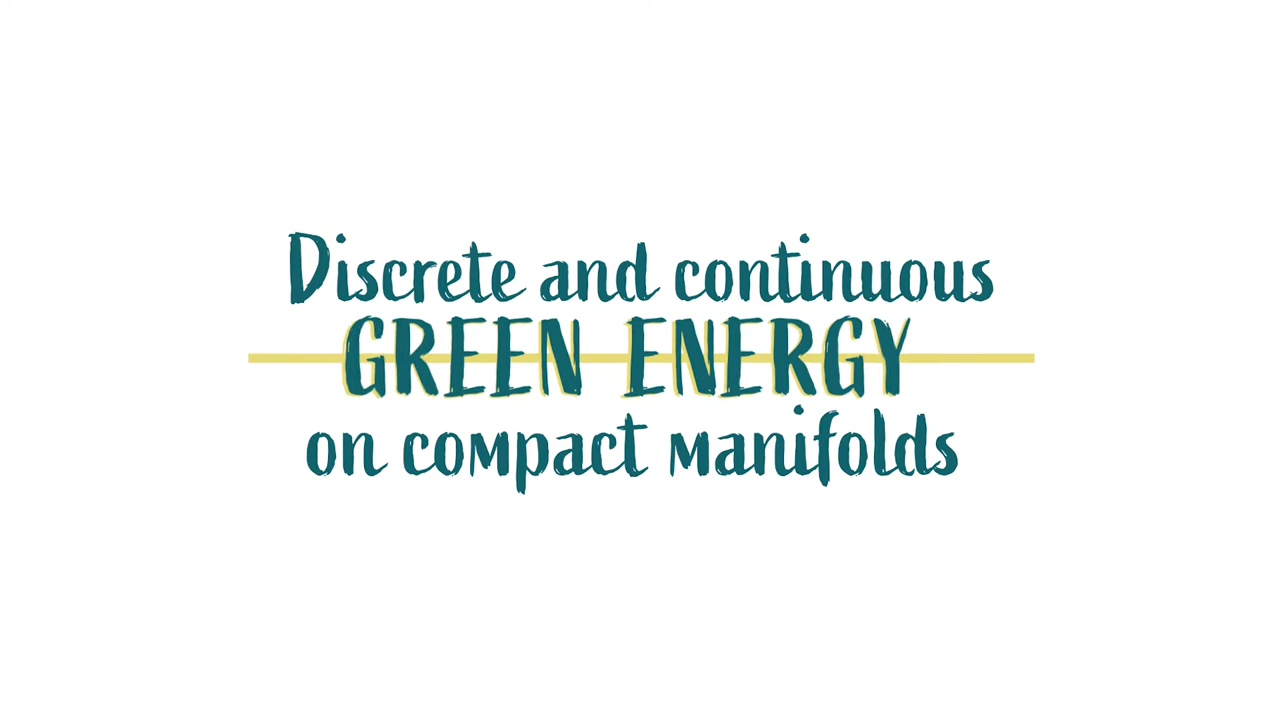 Discrete and continuous
GREEN ENERGY
on compact manifolds